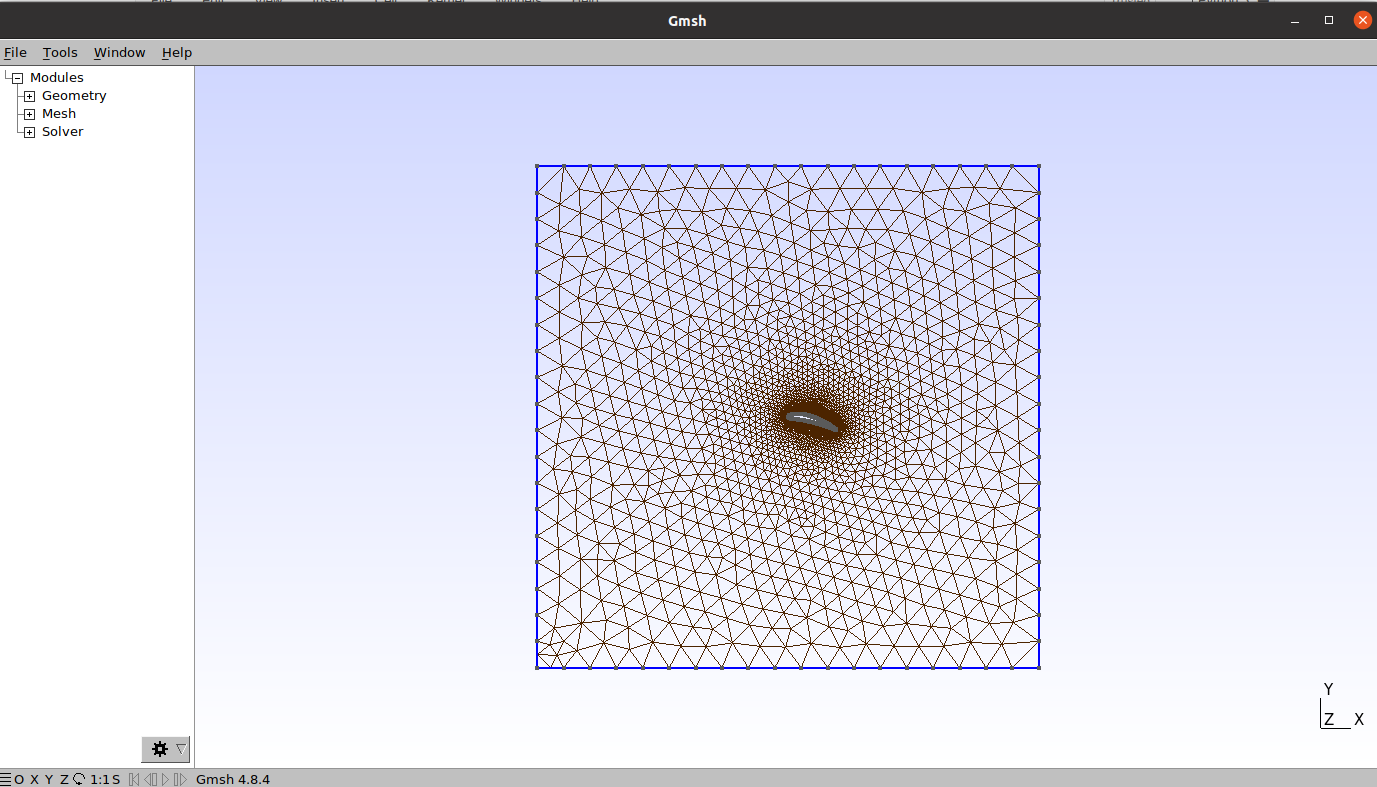 Gmsh
File Tools Window Help
Modules
Geometry
Mesh
Solver
Y
Z X
O X Y Z 1:1 S Gmsh 4.8.4